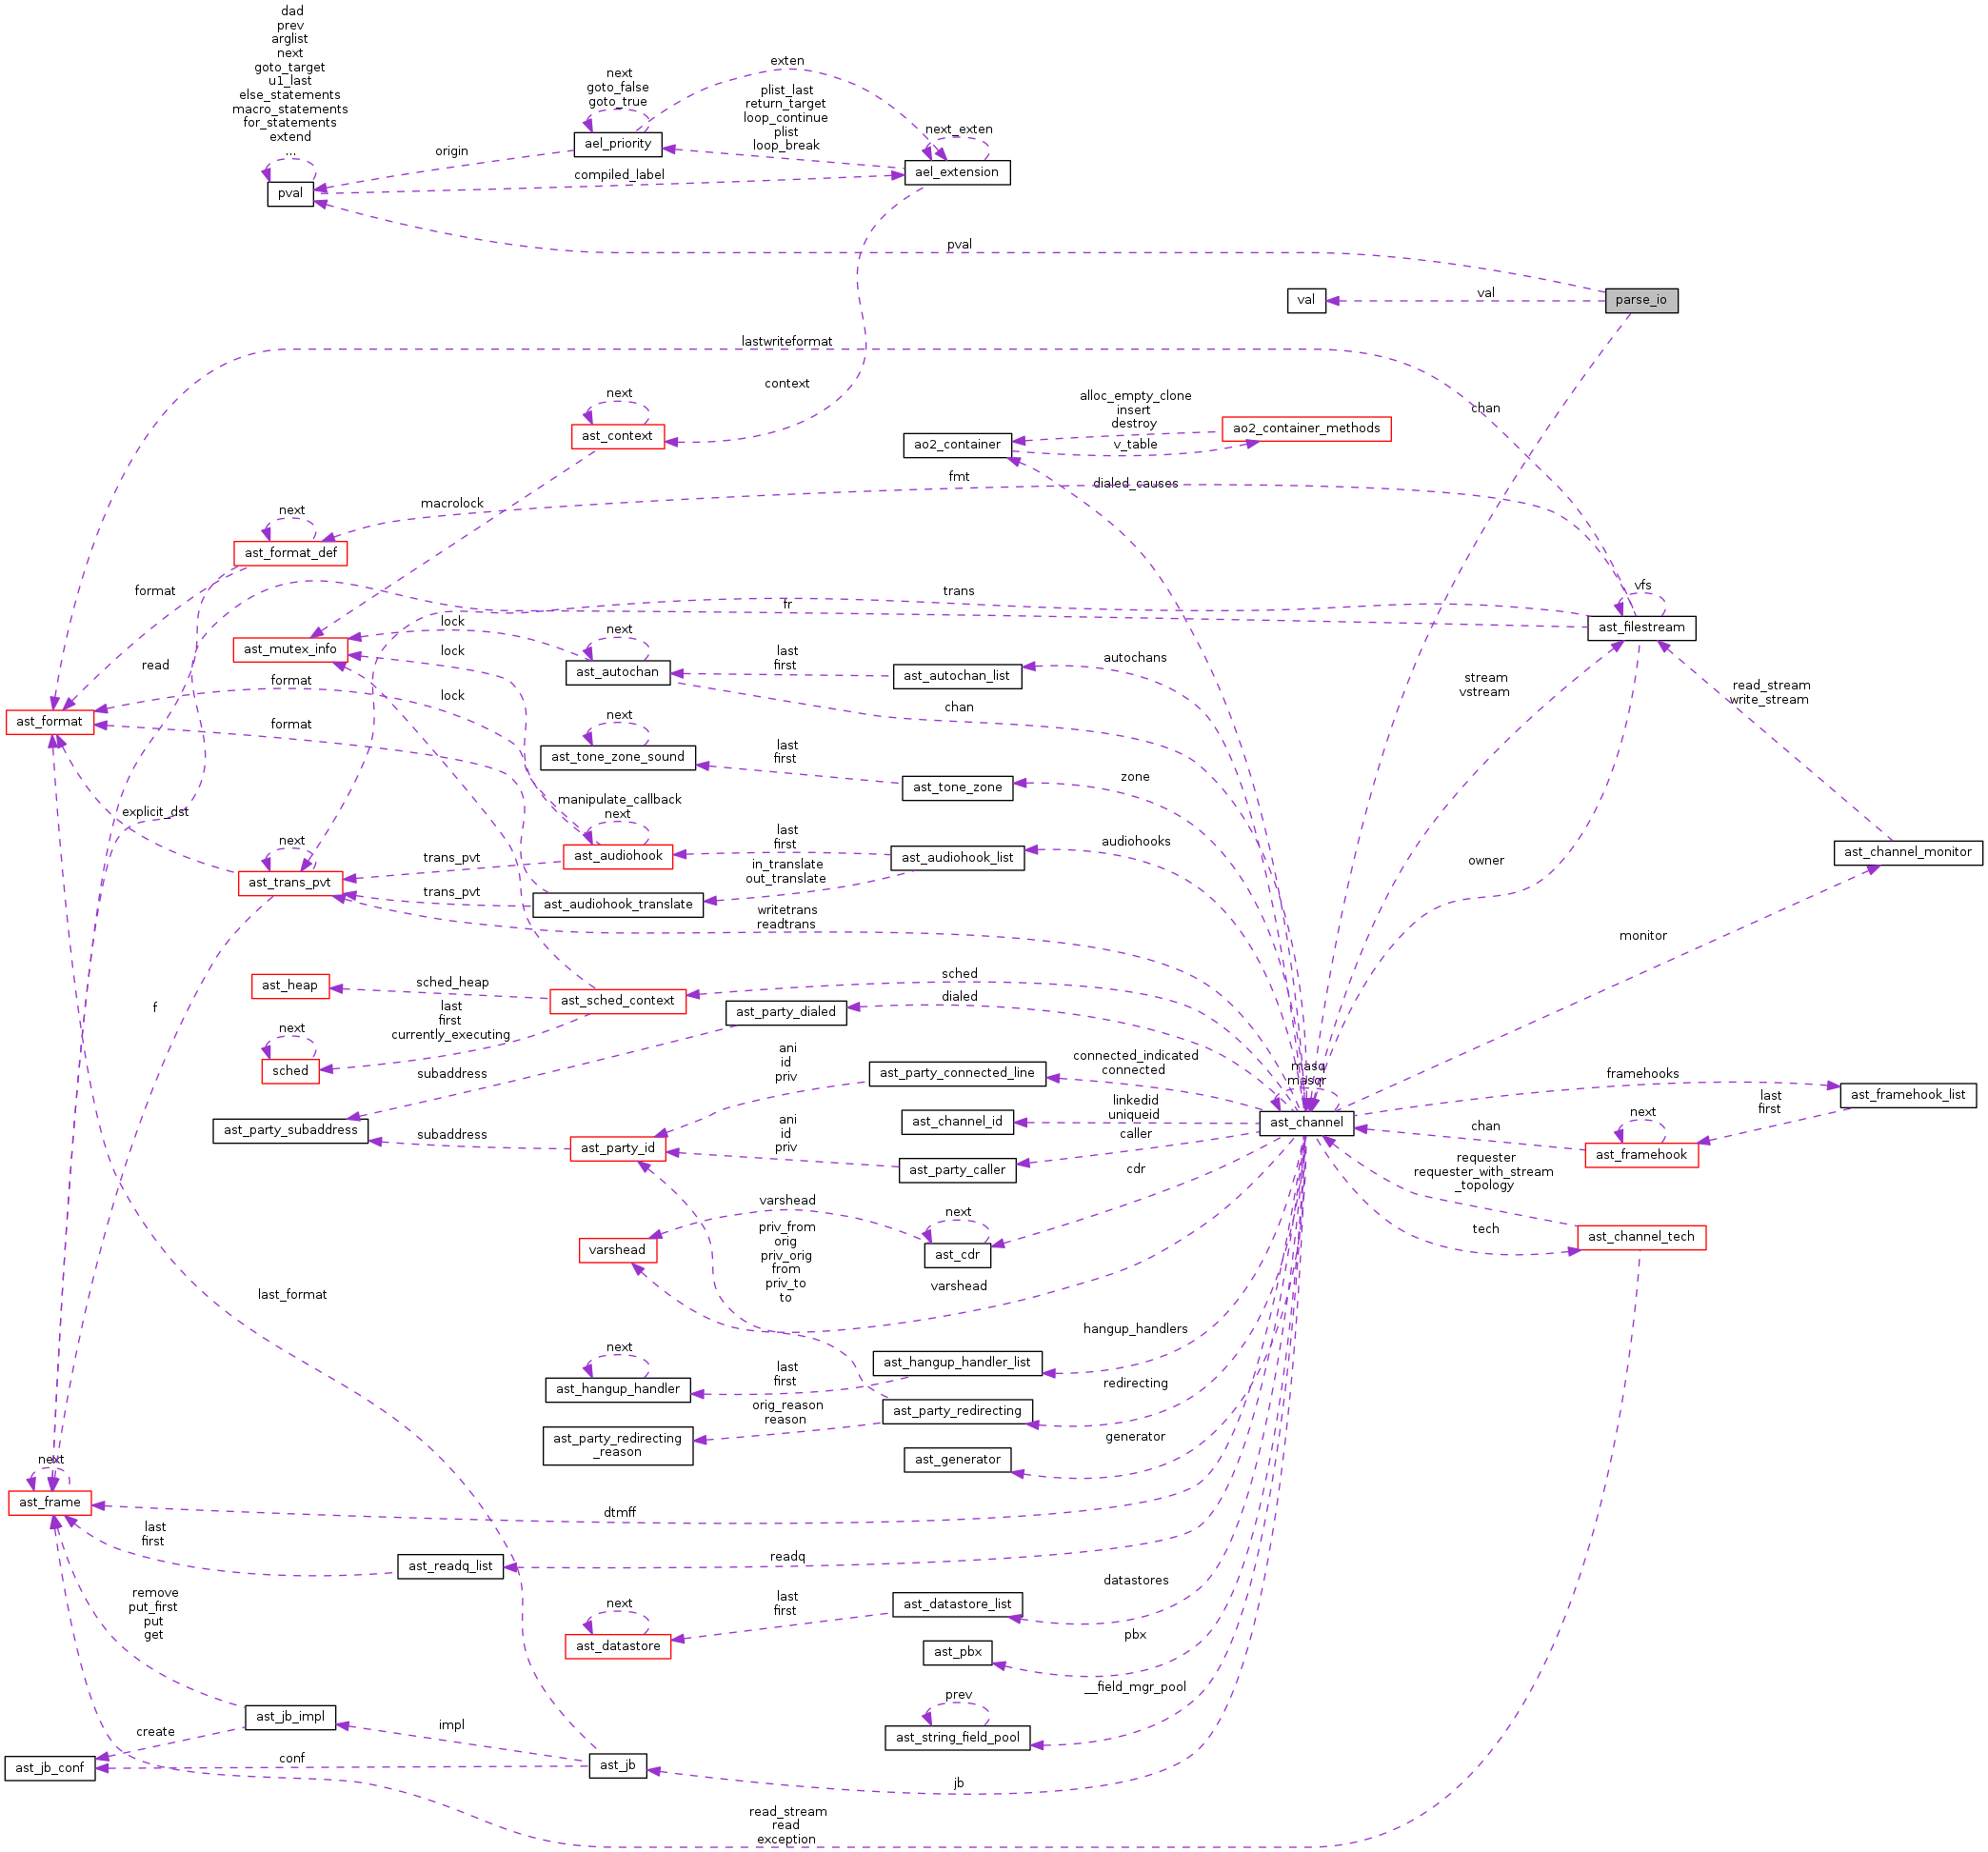 dad
prev
arglist
next
goto_target
u1_last
else_statements
macro_statements
for_statements
extend
...
pval
origin
compiled_label
next
goto_false
goto_true
ael_priority
exten
plist_last
return_target
loop_continue
plist
loop_break
next_exten
ael_extension
pval
val
val
parse_io
lastwriteformat
context
chan
next
ast_context
alloc_empty_clone
insert
destroy
ao2_container
v_table
ao2_container_methods
fmt
dialed_causes
macrolock
next
ast_format_def
format
trans
fr
vfs
ast_filestream
lock
ast_mutex_info
next
ast_autochan
last
first
ast_autochan_list
autochans
read
lock
format
lock
chan
stream
vstream
read_stream
write_stream
ast_format
format
next
ast_tone_zone_sound
last
first
ast_tone_zone
zone
explicit_dst
manipulate_callback
next
ast_audiohook
last
first
ast_audiohook_list
audiohooks
owner
ast_channel_monitor
next
ast_trans_pvt
trans_pvt
trans_pvt
in_translate
out_translate
ast_audiohook_translate
writetrans
readtrans
monitor
ast_heap
sched_heap
ast_sched_context
sched
f
last
first
currently_executing
next
sched
ast_party_dialed
dialed
subaddress
ani
id
priv
ast_party_connected_line
connected_indicated
connected
masq
masqr
ast_channel
framehooks
ast_framehook_list
ast_party_subaddress
subaddress
ast_party_id
ani
id
priv
ast_channel_id
linkedid
uniqueid
caller
ast_party_caller
chan
next
ast_framehook
last
first
cdr
requester
requester_with_stream
_topology
varshead
varshead
next
ast_cdr
tech
ast_channel_tech
priv_from
orig
priv_orig
from
priv_to
to
varshead
last_format
hangup_handlers
next
ast_hangup_handler
last
first
ast_hangup_handler_list
redirecting
orig_reason
reason
ast_party_redirecting
ast_party_redirecting
_reason
generator
ast_generator
next
ast_frame
dtmff
last
first
ast_readq_list
readq
datastores
remove
put_first
put
get
next
ast_datastore
last
first
ast_datastore_list
pbx
ast_pbx
__field_mgr_pool
prev
ast_string_field_pool
ast_jb_impl
impl
create
conf
ast_jb_conf
ast_jb
jb
read_stream
read
exception